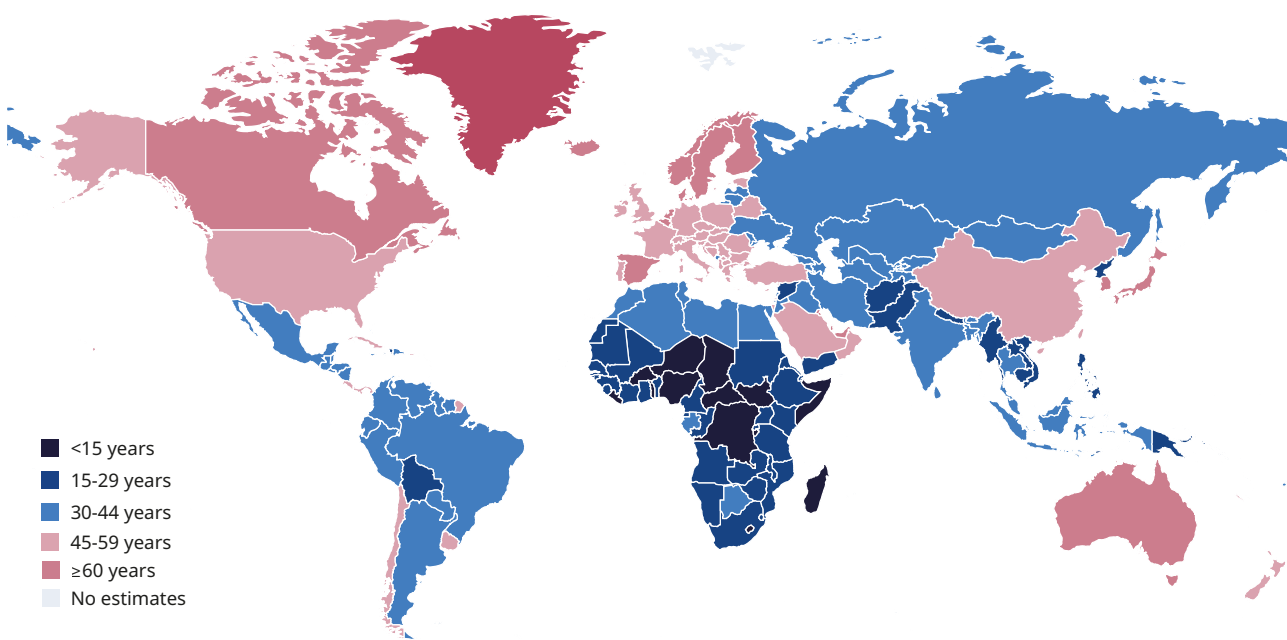 <15 years
15-29 years
30-44 years
45-59 years
≥60 years
No estimates